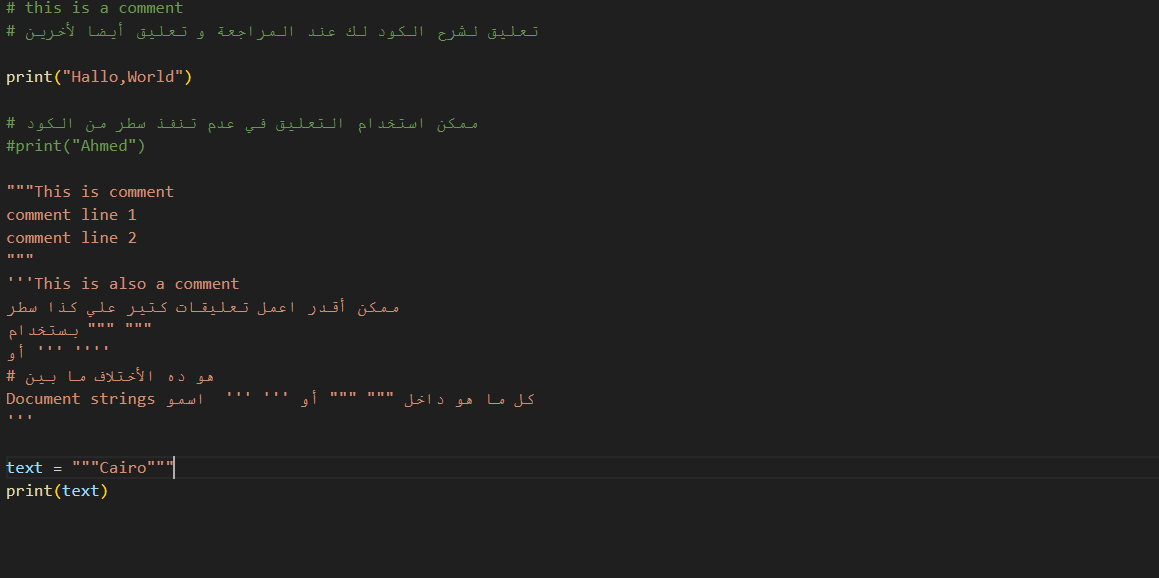 # this is a comment
# تعليق لشرح الكود لك عند المراجعة و تعليق أيضا لأخرين
print("Hallo,World")
# ممكن استخدام التعليق في عدم تنفذ سطر من الكود
#print("Ahmed")
"""This is comment
comment line 1
comment line 2
"""
'''This is also a comment
ممكن أقدر اعمل تعليقات كتير علي كذا سطر
بستخدام """ """
أو ''' ''''
# هو ده الأختلاف ما بين
كل ما هو داخل """ """ أو ''' ''' اسمو Document strings
'''
text = """Cairo"""
print(text)